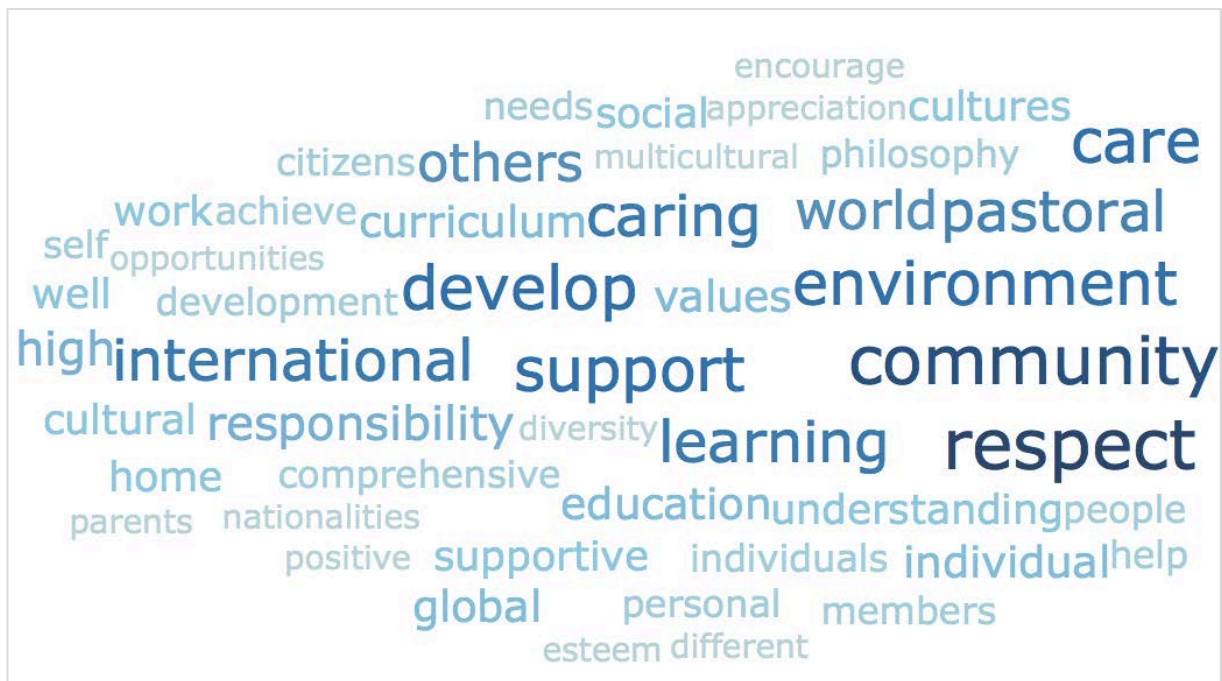 encourage
needs social appreciation cultures
care
citizens others multicultural philosophy
work achieve curriculum caring world pastoral
self opportunities
well development develop values environment
high international support community
cultural responsibility diversity learning respect
home comprehensive
education understanding people
parents nationalities
positive supportive individuals individual help
global personal members
esteem different